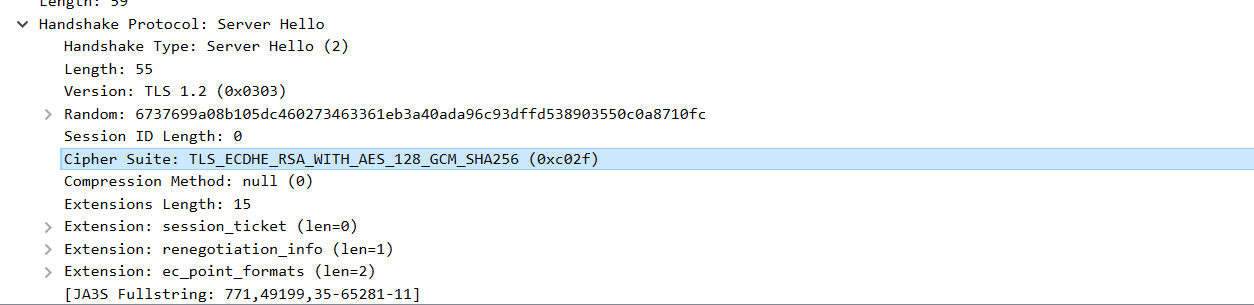 Length: 59
Handshake Protocol: Server Hello
Handshake Type: Server Hello (2)
Length: 55
Version: TLS 1.2 (0x0303)
Random: 6737699a08b105dc460273463361eb3a40ada96c93dffd538903550c0a8710fc
Session ID Length: 0
Cipher Suite: TLS_ECDHE_RSA_WITH_AES_128_GCM_SHA256 (0xc02f)
Compression Method: null (0)
Extensions Length: 15
Extension: session_ticket (len=0)
Extension: renegotiation_info (len=1)
Extension: ec_point_formats (len=2)
[JA3S Fullstring: 771,49199,35-65281-11]